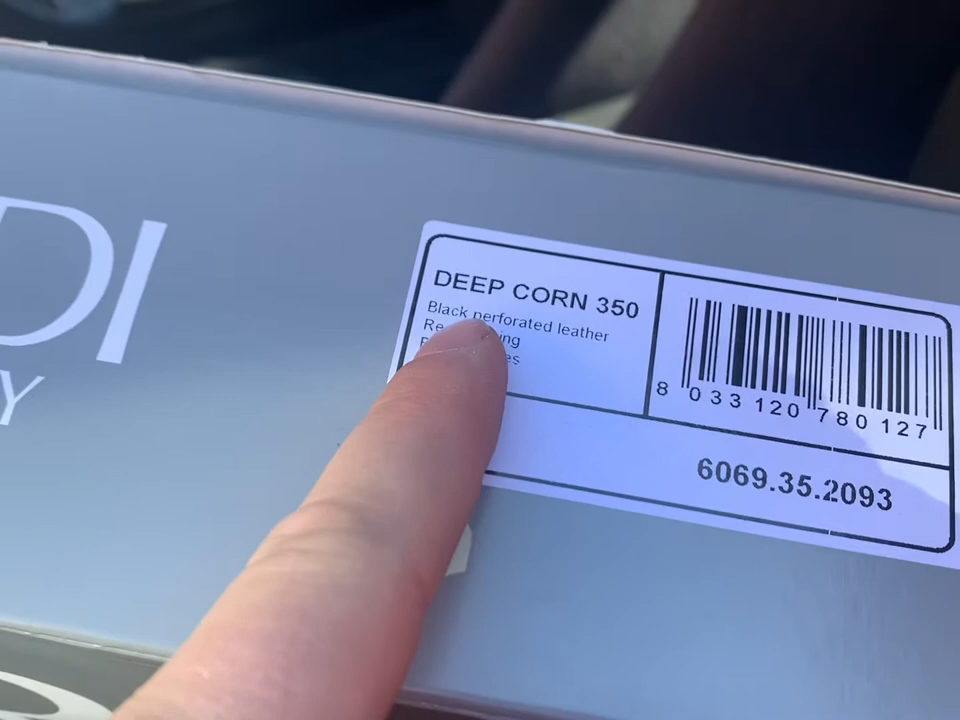 DI
Y
DEEP CORN 350
Black perforated leather
8 033120 780127
6069.35.2093